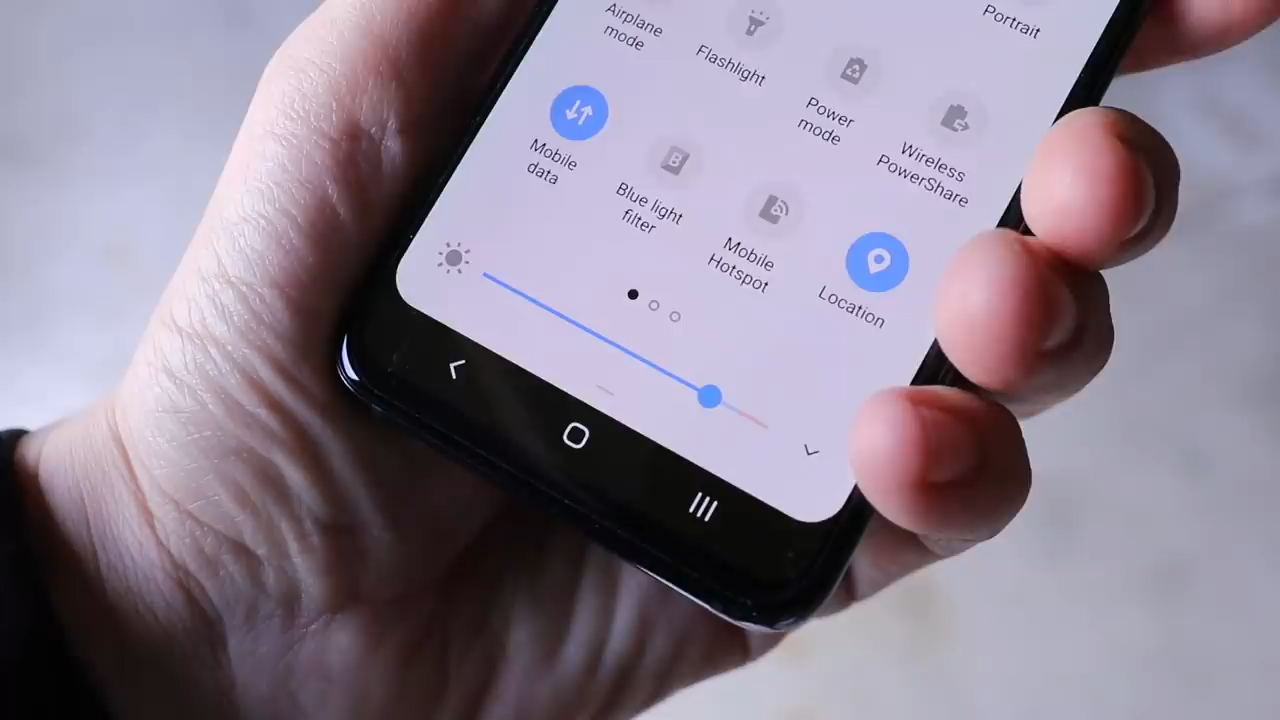 Airplane
mode
Flashlight
Power
mode
Portrait
Mobile
data
Blue light
filter
Mobile
Hotspot
Wireless
PowerShare
Location
B